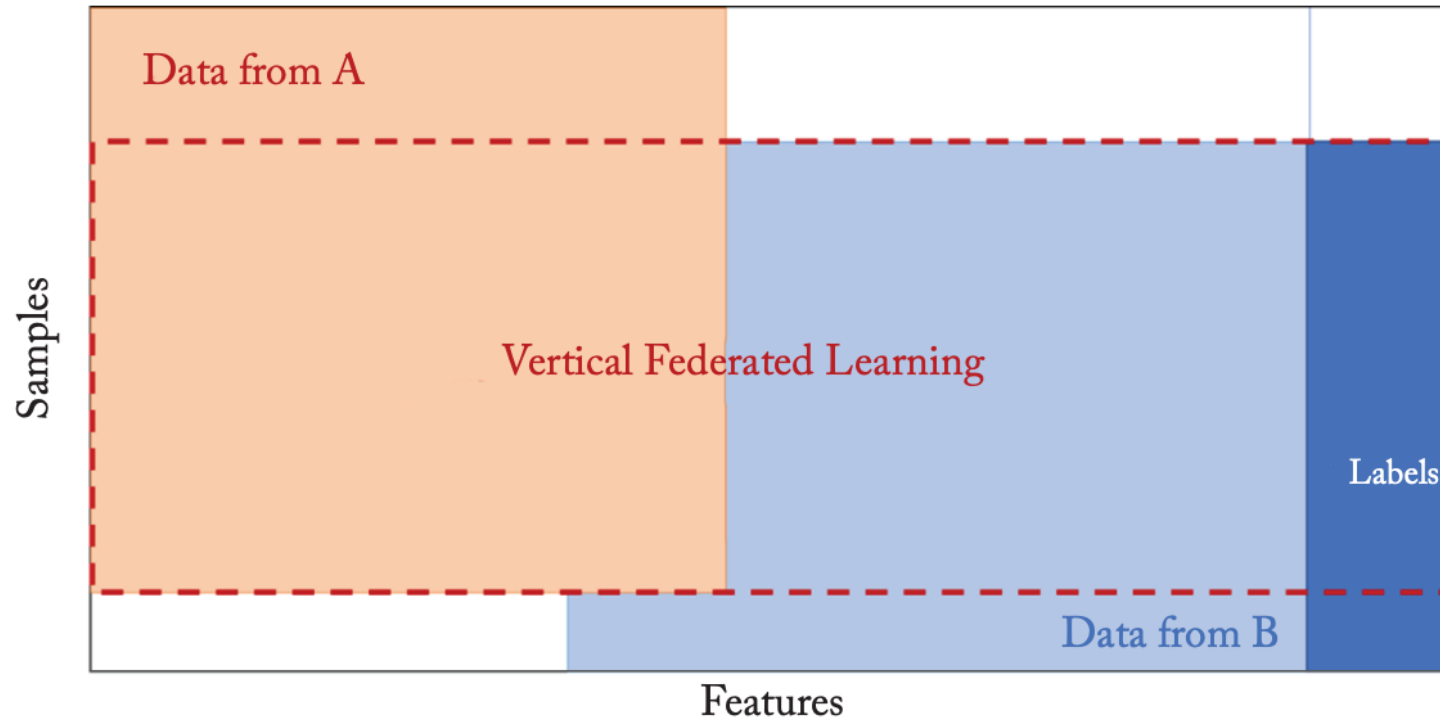 Data from A
Samples
Vertical Federated Learning
Labels
Data from B
Features